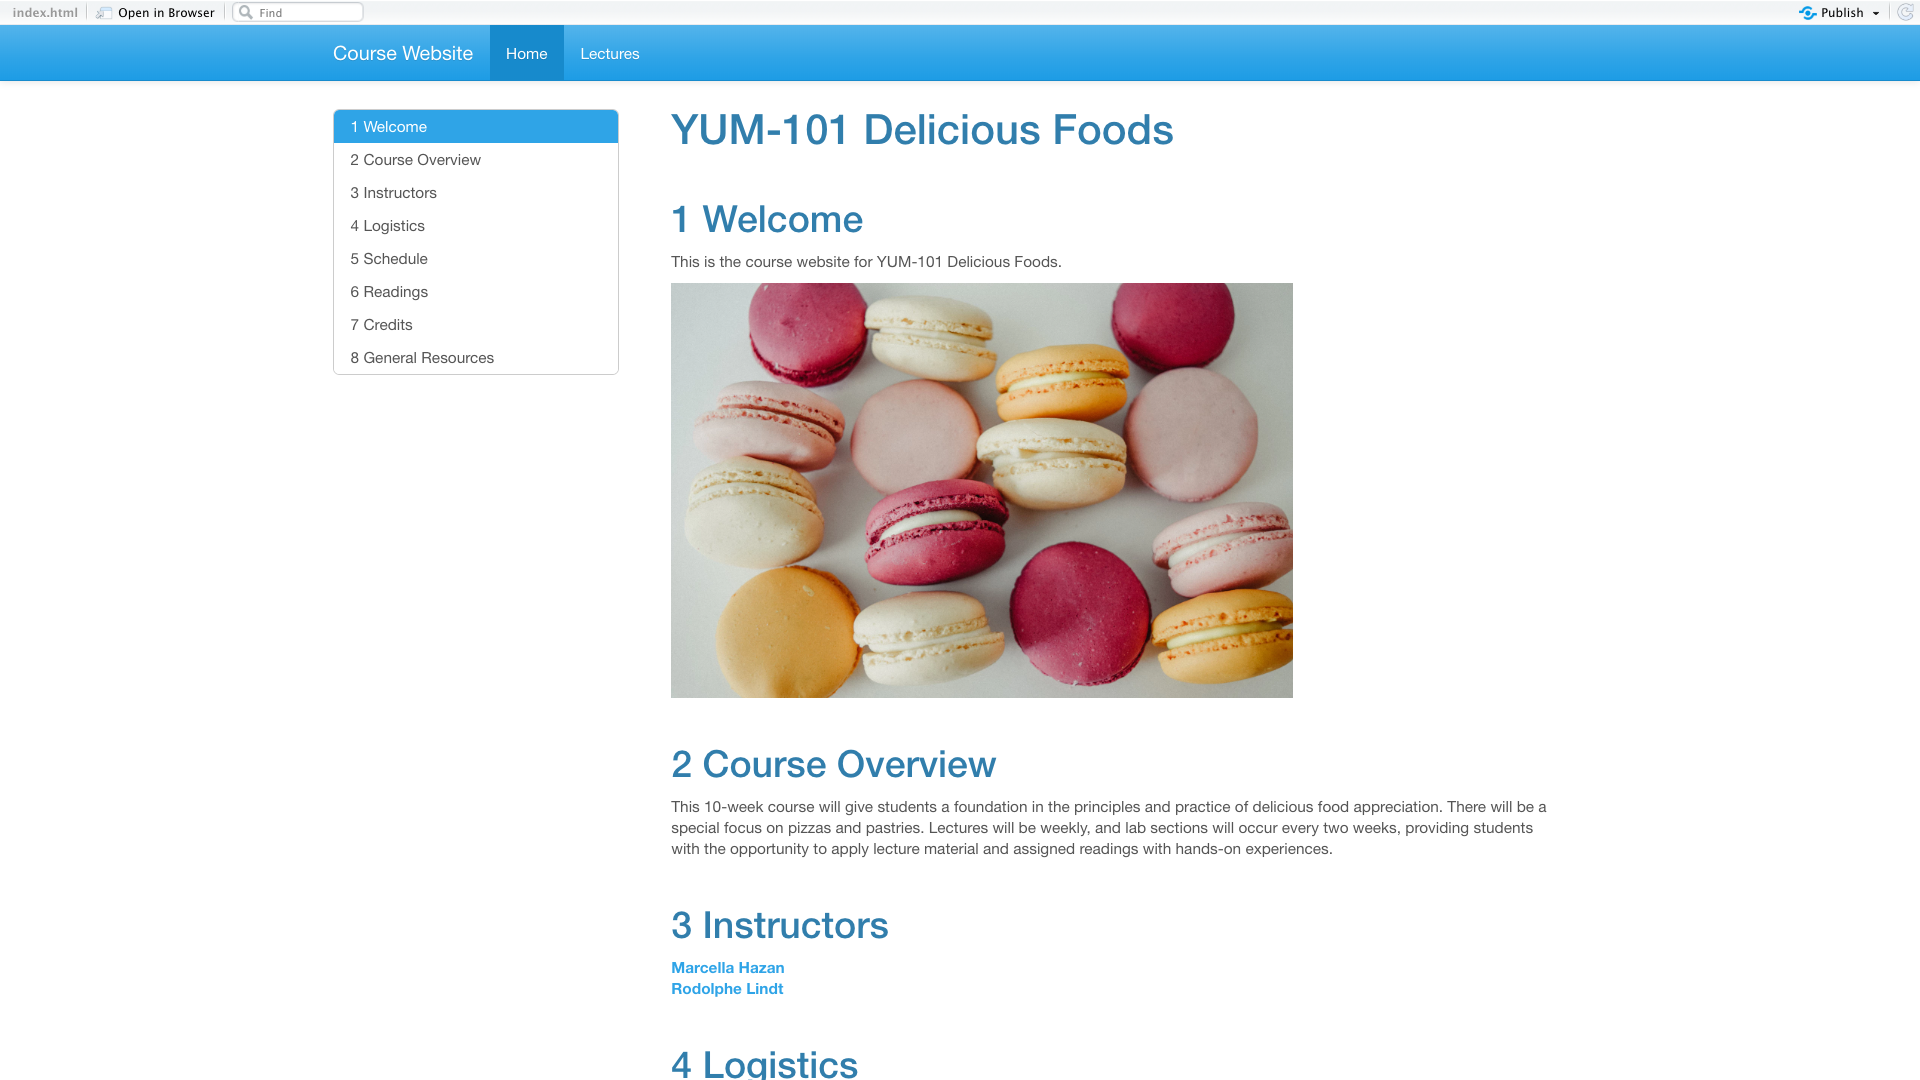 index.html Open in Browser Find Publish
Course Website Home Lectures
1 Welcome
2 Course Overview
3 Instructors
4 Logistics
5 Schedule
6 Readings
7 Credits
8 General Resources
YUM-101 Delicious Foods
1 Welcome
This is the course website for YUM-101 Delicious Foods.
2 Course Overview
This 10-week course will give students a foundation in the principles and practice of delicious food appreciation. There will be a
special focus on pizzas and pastries. Lectures will be weekly, and lab sections will occur every two weeks, providing students
with the opportunity to apply lecture material and assigned readings with hands-on experiences.
3 Instructors
Marcella Hazan
Rodolphe Lindt
4 Logistics